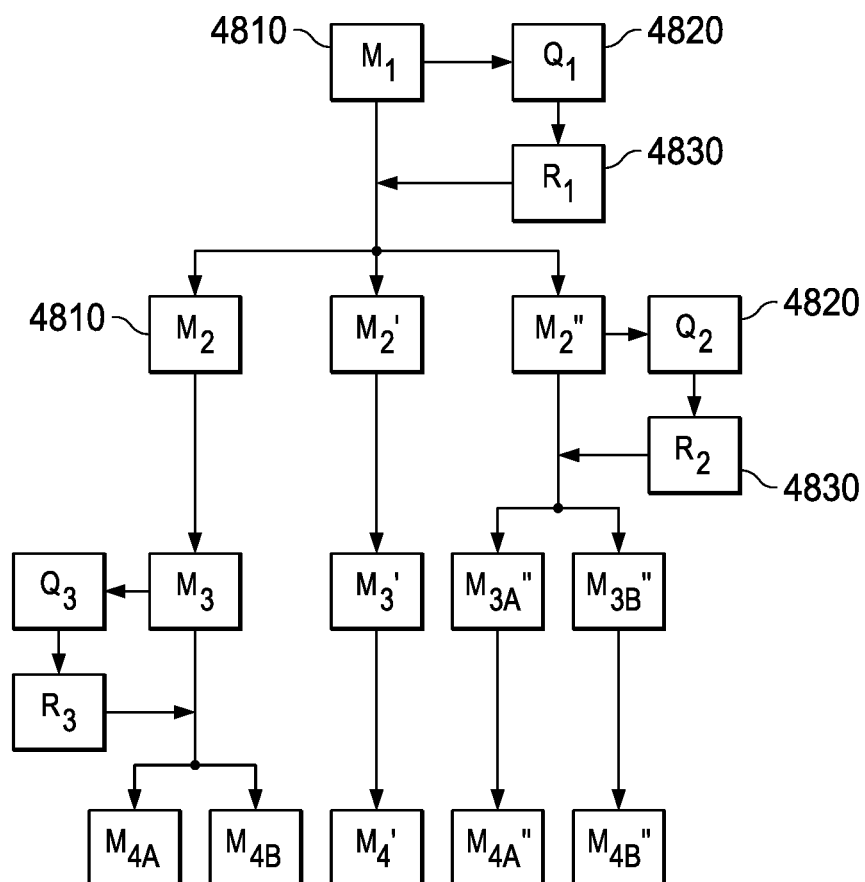 4810 M1 Q1 4820
R1 4830
4810 M2 M2' M2" Q2 4820
R2 4830
Q3 M3 M3' M3A" M3B"
R3
M4A M4B M4' M4A" M4B"